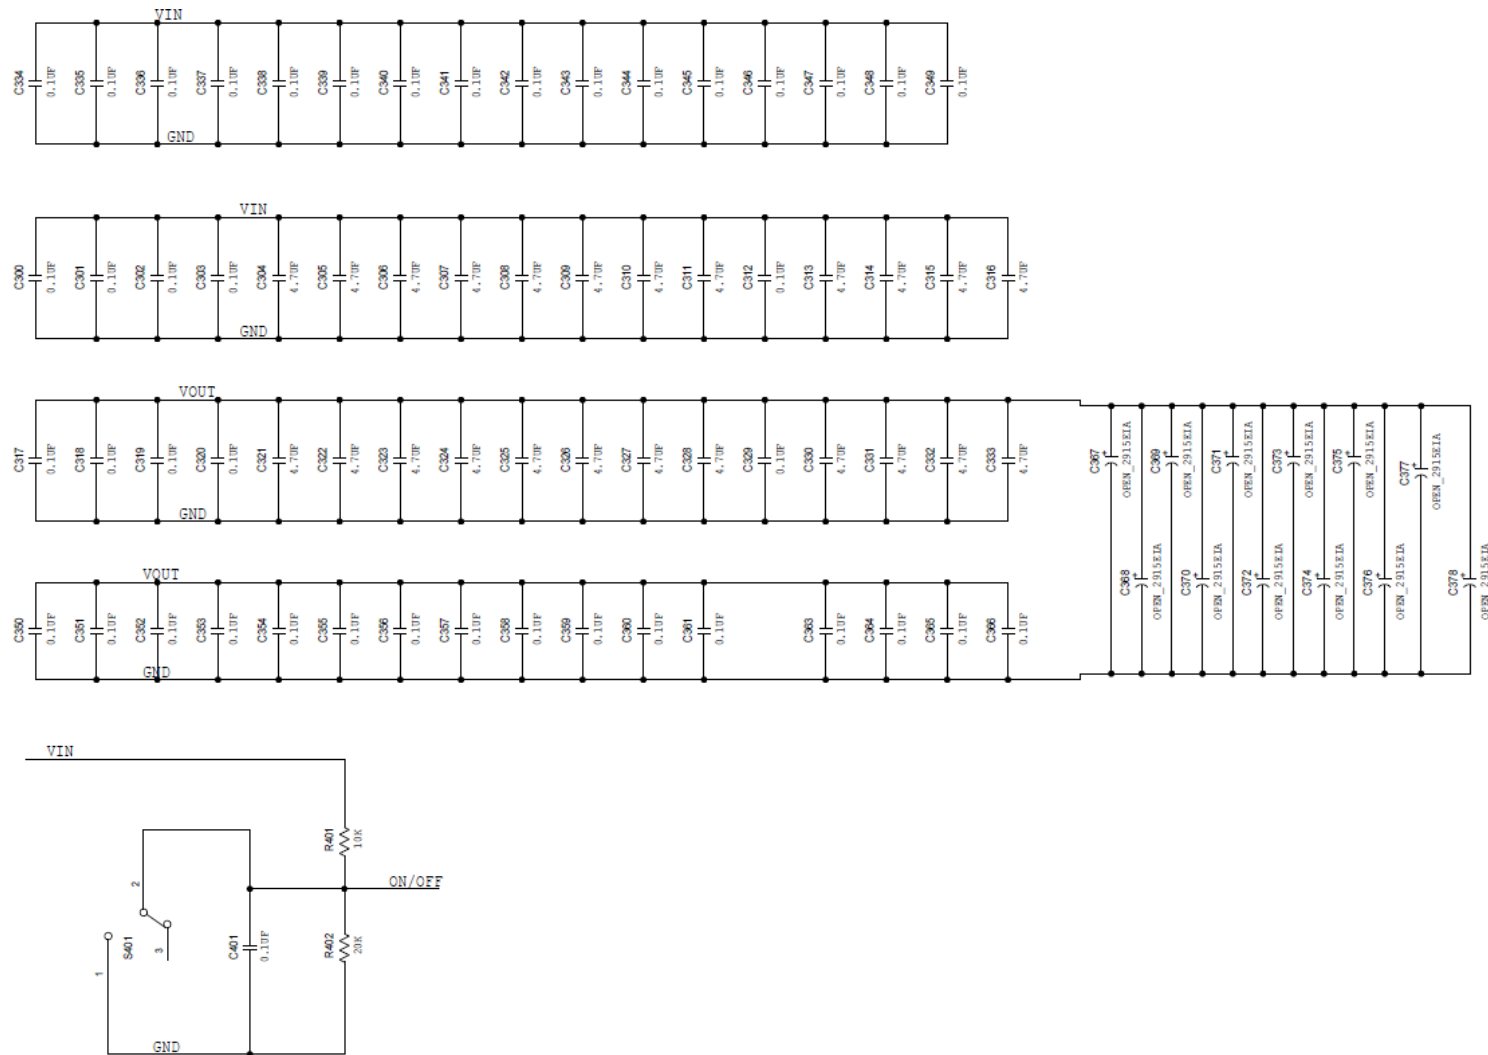 VIN
C334 0.1UF C335 0.1UF C336 0.1UF C337 0.1UF C338 0.1UF C339 0.1UF C340 0.1UF C341 0.1UF C342 0.1UF C343 0.1UF C344 0.1UF C345 0.1UF C346 0.1UF C347 0.1UF C348 0.1UF C349 0.1UF
GND
VIN
C300 0.1UF C301 0.1UF C302 0.1UF C303 0.1UF C304 4.7UF C305 4.7UF C306 4.7UF C307 4.7UF C308 4.7UF C309 4.7UF C310 4.7UF C311 4.7UF C312 0.1UF C313 4.7UF C314 4.7UF C315 4.7UF C316 4.7UF
GND
VOUT
C317 0.1UF C318 0.1UF C319 0.1UF C320 0.1UF C321 4.7UF C322 4.7UF C323 4.7UF C324 4.7UF C325 4.7UF C326 4.7UF C327 4.7UF C328 4.7UF C329 0.1UF C330 4.7UF C331 4.7UF C332 4.7UF C333 4.7UF
C367 + OPEN_2915EIA C369 + OPEN_2915EIA C371 + OPEN_2915EIA C373 + OPEN_2915EIA C375 + OPEN_2915EIA C377 + OPEN_2915EIA
GND
VOUT
C350 0.1UF C351 0.1UF C352 0.1UF C353 0.1UF C354 0.1UF C355 0.1UF C356 0.1UF C357 0.1UF C358 0.1UF C359 0.1UF C360 0.1UF C361 0.1UF C363 0.1UF C364 0.1UF C365 0.1UF C366 0.1UF
C368 + OPEN_2915EIA C370 + OPEN_2915EIA C372 + OPEN_2915EIA C374 + OPEN_2915EIA C376 + OPEN_2915EIA C378 + OPEN_2915EIA
GND
VIN
R401 10K
2
ON/OFF
1 S401 3 C401 0.1UF R402 20K
GND